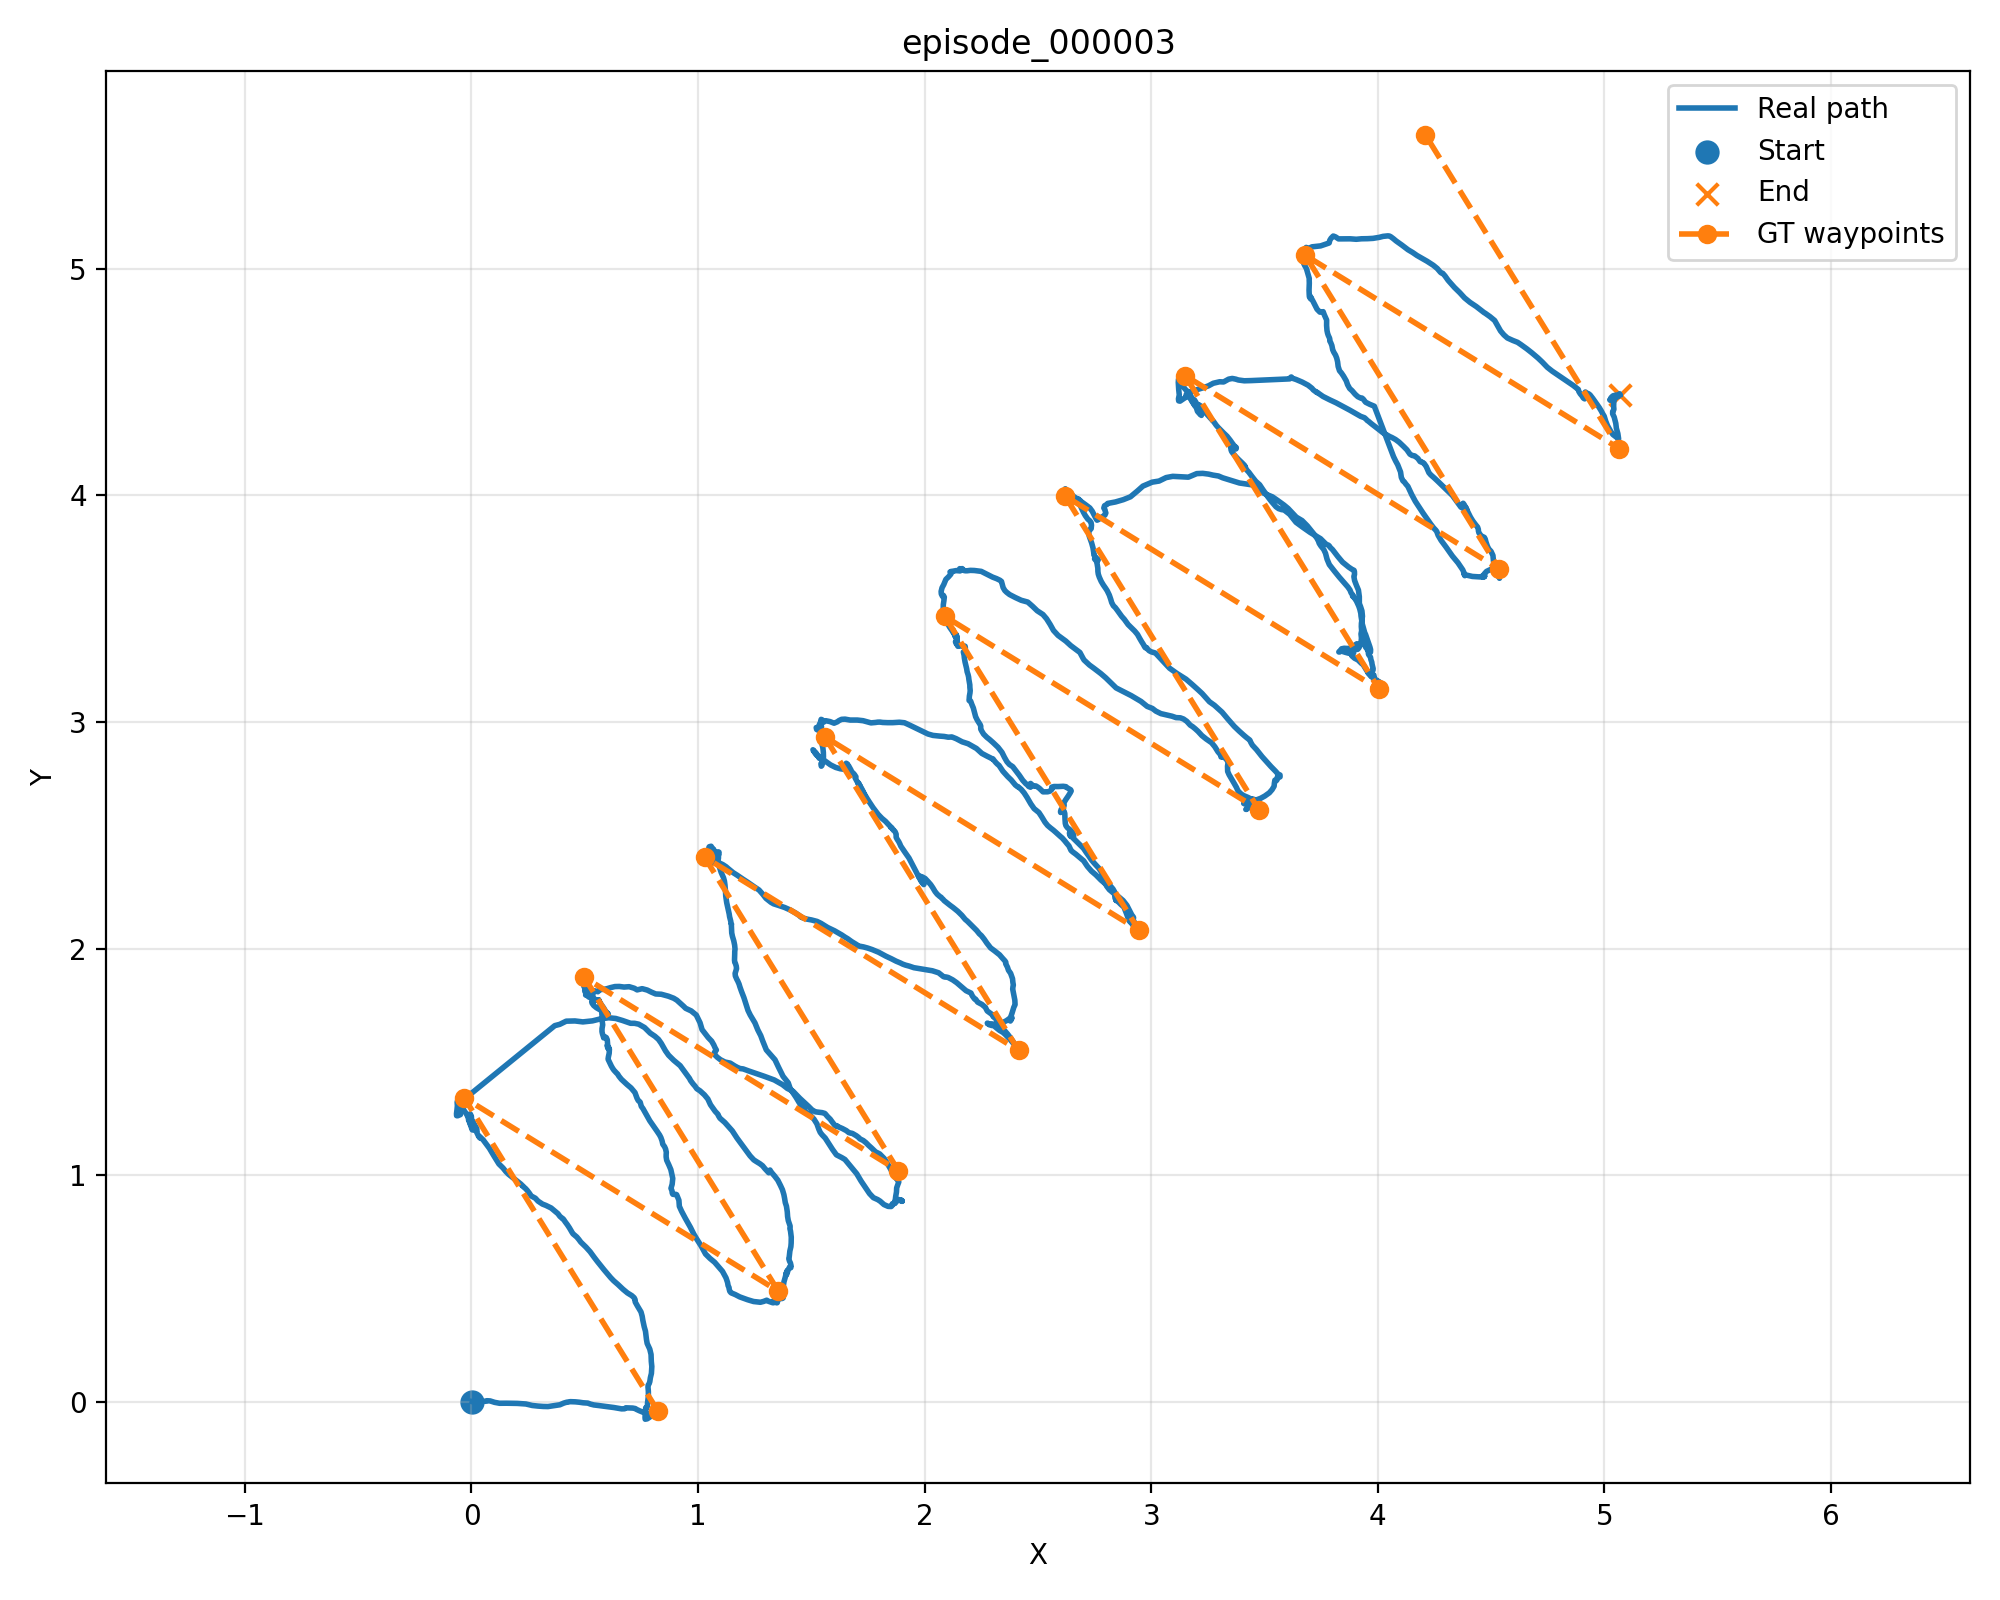 episode_000003
Real path
Start
End
GT waypoints
5
4
3
2
1
0
Y
−1 0 1 2 3 4 5 6
X